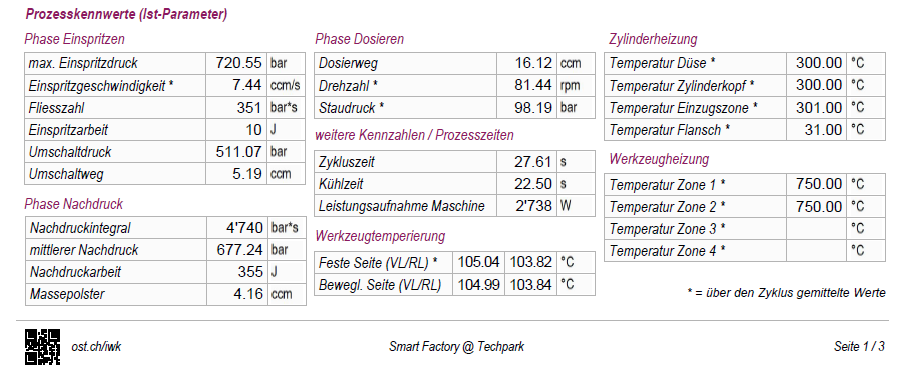 Prozesskennwerte (Ist-Parameter)
Phase Einspritzen
max. Einspritzdruck 720.55 bar
Einspritzgeschwindigkeit * 7.44 ccm/s
Fliesszahl 351 bar*s
Einspritzarbeit 10 J
Umschaltdruck 511.07 bar
Umschaltweg 5.19 ccm
Phase Nachdruck
Nachdruckintegral 4'740 bar*s
mittlerer Nachdruck 677.24 bar
Nachdruckarbeit 355 J
Massepolster 4.16 ccm
Phase Dosieren
Dosierweg 16.12 ccm
Drehzahl * 81.44 rpm
Staudruck * 98.19 bar
weitere Kennzahlen / Prozesszeiten
Zykluszeit 27.61 s
Kühlzeit 22.50 s
Leistungsaufnahme Maschine 2'738 W
Werkzeugtemperierung
Feste Seite (VL/RL) * 105.04 103.82 °C
Bewegl. Seite (VL/RL) 104.99 103.84 °C
Zylinderheizung
Temperatur Düse * 300.00 °C
Temperatur Zylinderkopf * 300.00 °C
Temperatur Einzugszone * 301.00 °C
Temperatur Flansch * 31.00 °C
Werkzeugheizung
Temperatur Zone 1 * 750.00 °C
Temperatur Zone 2 * 750.00 °C
Temperatur Zone 3 * °C
Temperatur Zone 4 * °C
* = über den Zyklus gemittelte Werte
ost.ch/iwk Smart Factory @ Techpark Seite 1 / 3